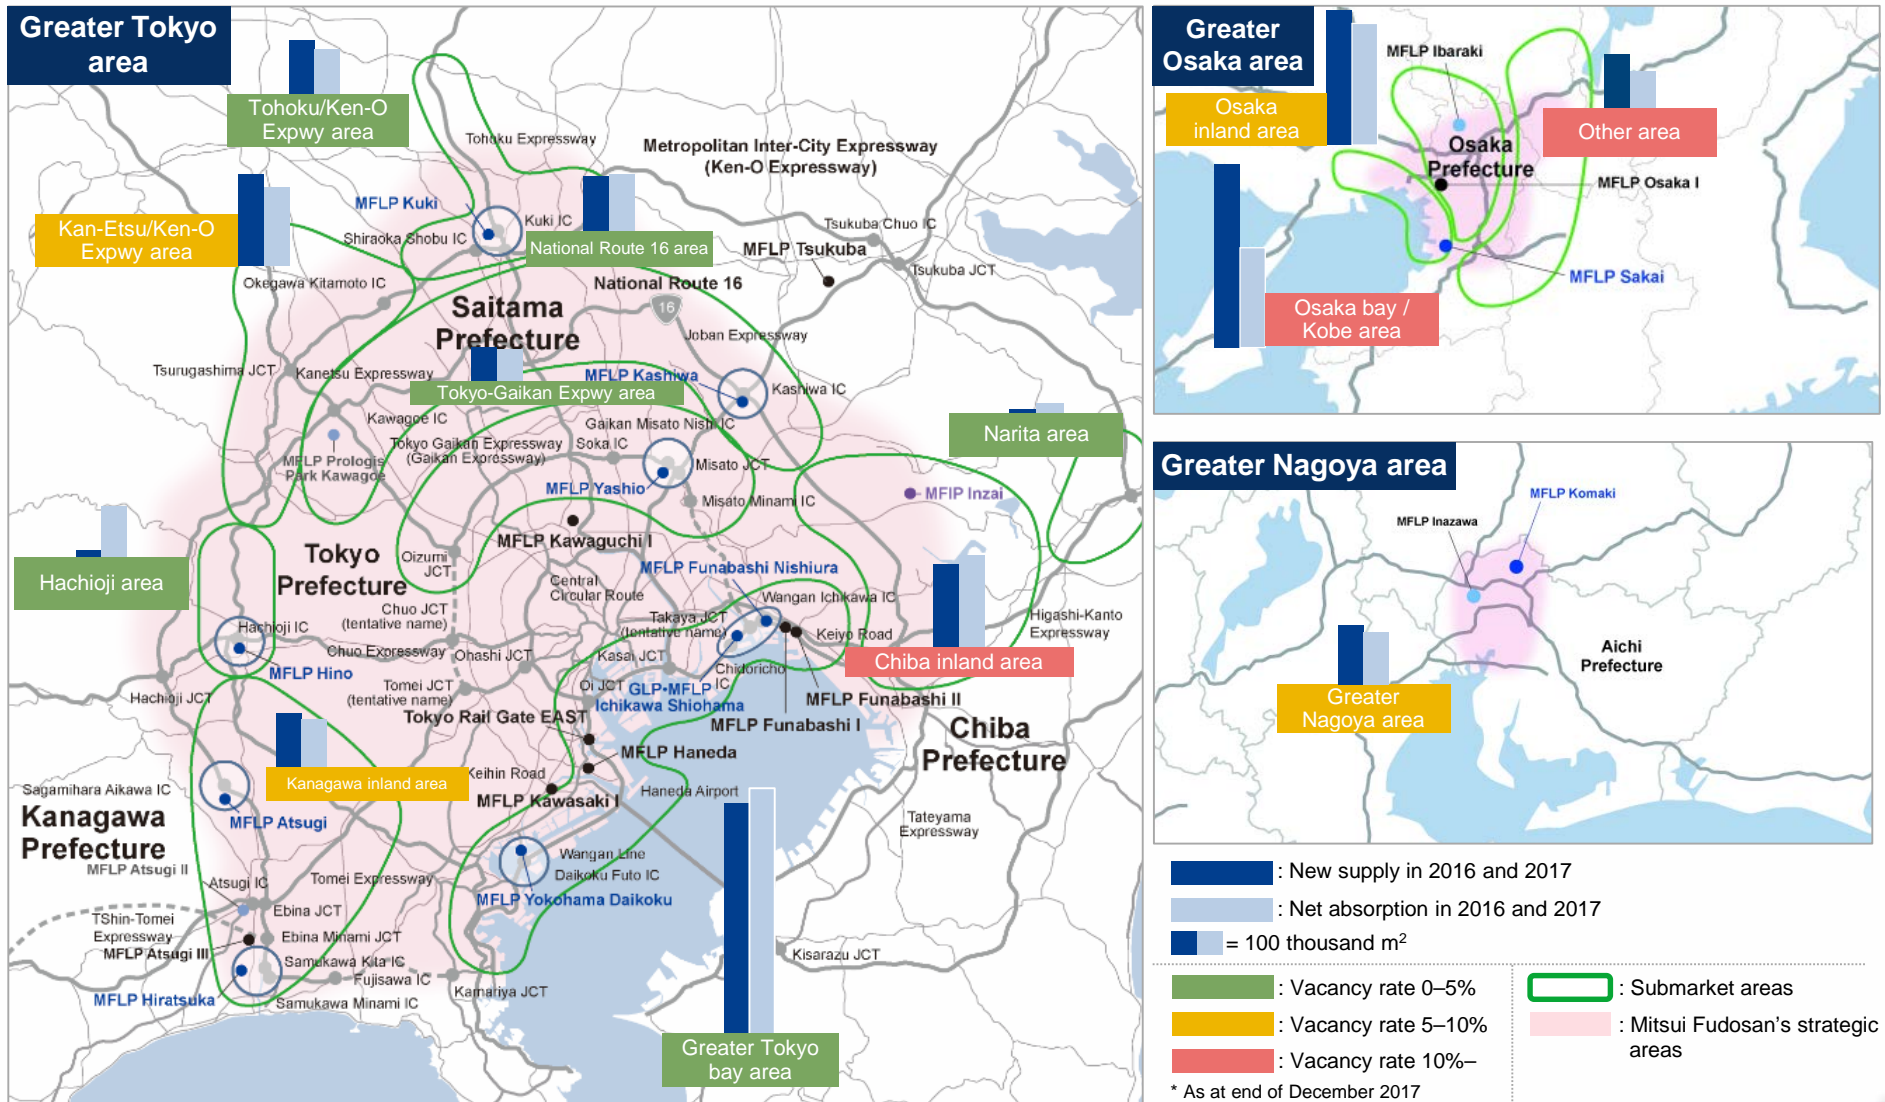 Greater Tokyo
area
Tohoku/Ken-O
Expwy area
Tohoku Expressway
Metropolitan Inter-City Expressway
(Ken-O Expressway)
MFLP Kuki
Kuki IC
Kan-Etsu/Ken-O
Expwy area
Shiraoka Shobu IC
National Route 16 area
Tsukuba Chuo IC
MFLP Tsukuba
Tsukuba JCT
Okegawa Kitamoto IC
National Route 16
16
Saitama
Prefecture
Joban Expressway
Tsurugashima JCT
Kanetsu Expressway
MFLP Kashiwa
Kashiwa IC
Tokyo-Gaikan Expwy area
Kawagoe IC
Gaikan Misato Nishi IC
Narita area
Tokyo Gaikan Expressway
(Gaikan Expressway)
Soka IC
MFLP Prologis
Park Kawagoe
Misato JCT
MFLP Yashio
Misato Minami IC
MFIP Inzai
MFLP Kawaguchi I
Tokyo
Prefecture
Oizumi
JCT
Hachioji area
MFLP Funabashi Nishiura
Central
Circular Route
Wangan Ichikawa IC
Chuo JCT
(tentative name)
Takaya JCT
(tentative name)
Keiyo Road
Higashi-Kanto
Expressway
Hachioji IC
Chuo Expressway
Ohashi JCT
Kasai JCT
Chiba inland area
MFLP Hino
Chidoricho
IC
Hachioji JCT
Tomei JCT
(tentative name)
Oi JCT
GLP•MFLP
Ichikawa Shiohama
MFLP Funabashi II
Tokyo Rail Gate EAST
MFLP Funabashi I
Chiba
Prefecture
MFLP Haneda
Kanagawa inland area
Keihin Road
Haneda Airport
Sagamihara Aikawa IC
MFLP Kawasaki I
Kanagawa
Prefecture
MFLP Atsugi
Tateyama
Expressway
MFLP Atsugi II
Wangan Line
Daikoku Futo IC
Atsugi IC
Tomei Expressway
MFLP Yokohama Daikoku
TShin-Tomei
Expressway
Ebina JCT
Ebina Minami JCT
MFLP Atsugi III
Kisarazu JCT
Samukawa Kita IC
Fujisawa IC
MFLP Hiratsuka
Samukawa Minami IC
Kamariya JCT
Greater Tokyo
bay area
Greater
Osaka area
MFLP Ibaraki
Osaka
inland area
Other area
Osaka
Prefecture
MFLP Osaka I
MFLP Sakai
Osaka bay /
Kobe area
Greater Nagoya area
MFLP Komaki
MFLP Inazawa
Aichi
Prefecture
Greater
Nagoya area
: New supply in 2016 and 2017
: Net absorption in 2016 and 2017
= 100 thousand m²
: Vacancy rate 0–5%
: Vacancy rate 5–10%
: Vacancy rate 10%–
* As at end of December 2017
: Submarket areas
: Mitsui Fudosan's strategic
areas